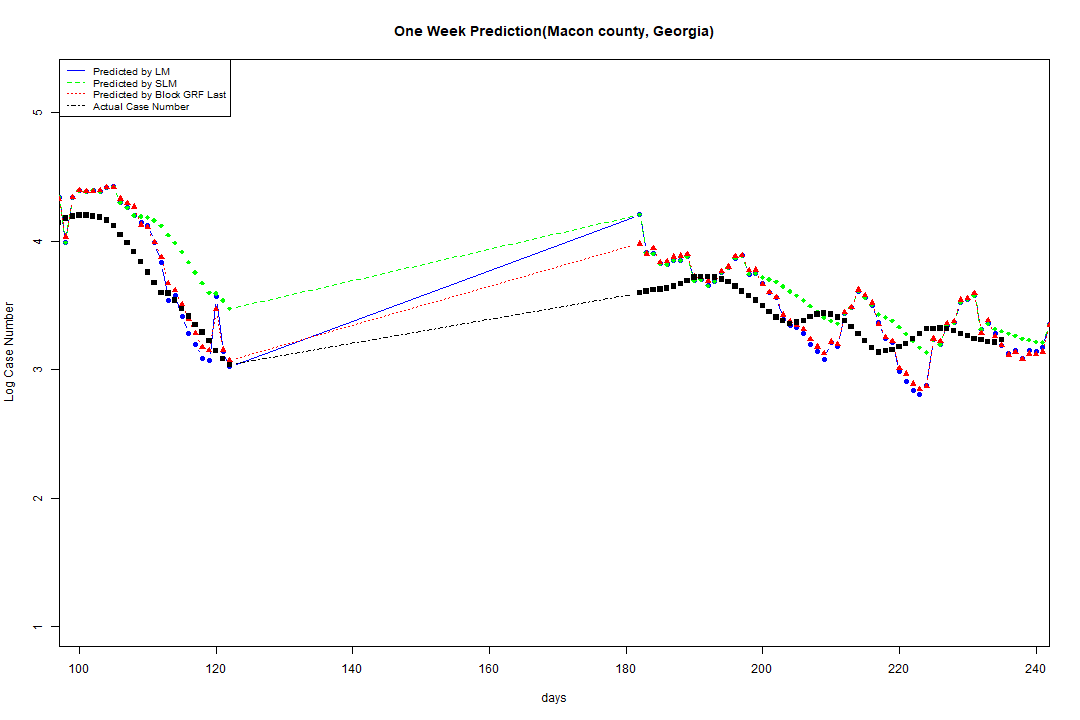 One Week Prediction(Macon county, Georgia)
Predicted by LM
Predicted by SLM
Predicted by Block GRF Last
Actual Case Number
5
4
3
2
1
Log Case Number
100 120 140 160 180 200 220 240
days